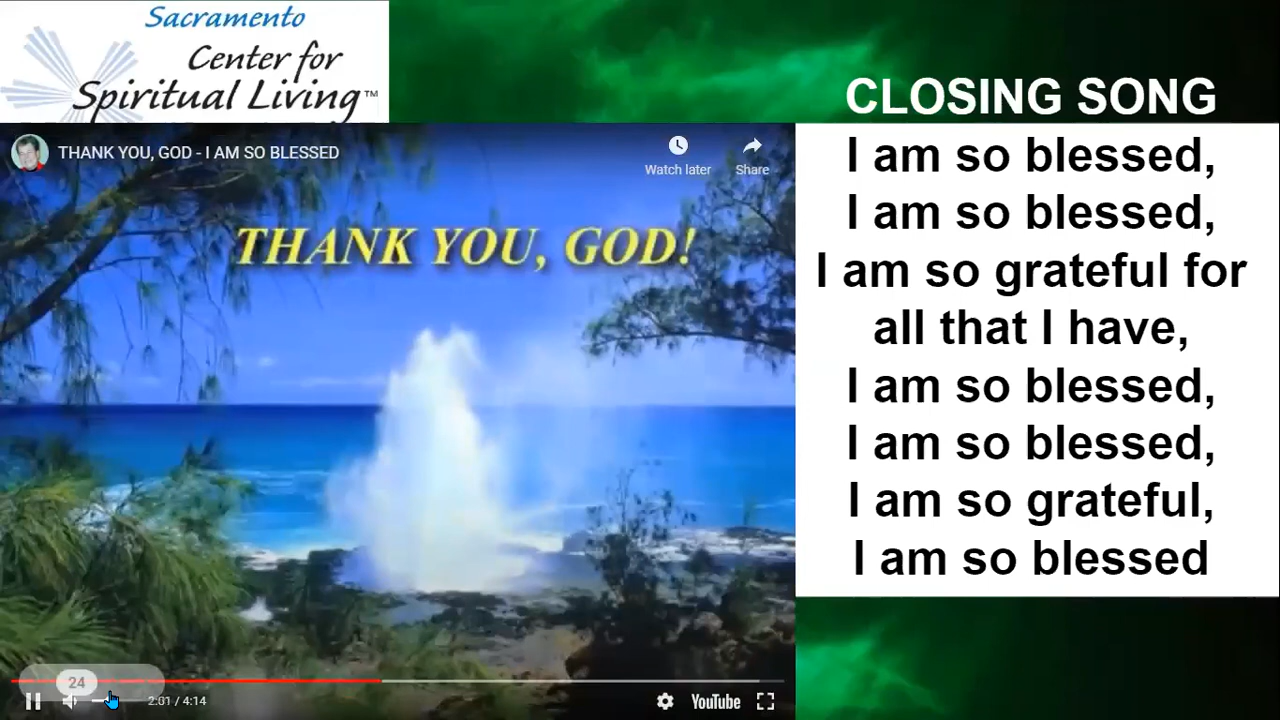 Sacramento
Center for
Spiritual Living™
CLOSING SONG
THANK YOU, GOD - I AM SO BLESSED
Watch later
Share
THANK YOU, GOD!
I am so blessed,
I am so blessed,
I am so grateful for
all that I have,
I am so blessed,
I am so blessed,
I am so grateful,
I am so blessed
24
2:01 / 4:14
YouTube